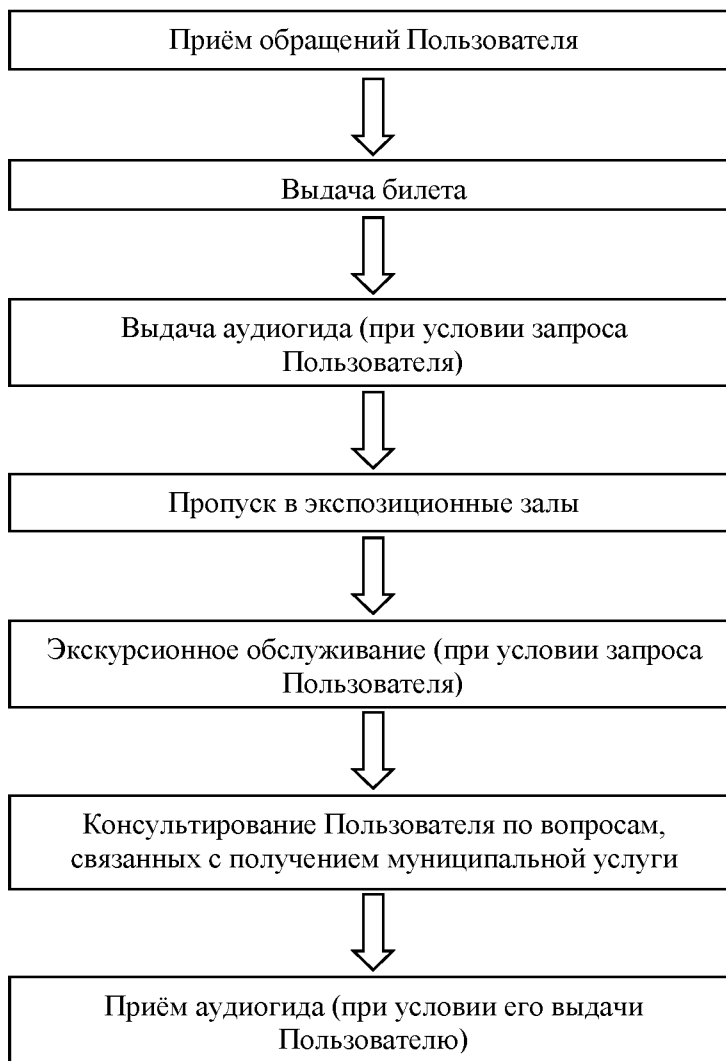 Приём обращений Пользователя
Выдача билета
Выдача аудиогида (при условии запроса
Пользователя)
Пропуск в экспозиционные залы
Экскурсионное обслуживание (при условии запроса
Пользователя)
Консультирование Пользователя по вопросам,
связанных с получением муниципальной услуги
Приём аудиогида (при условии его выдачи
Пользователю)